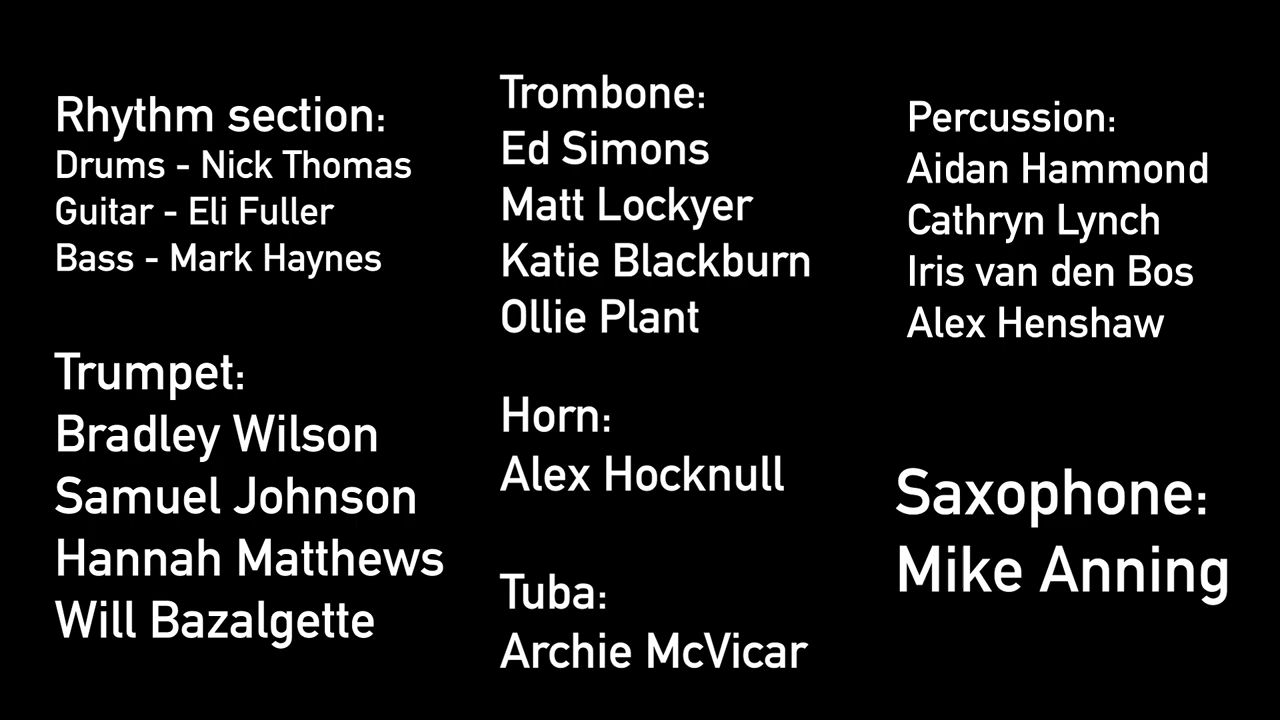 Rhythm section:
Drums - Nick Thomas
Guitar - Eli Fuller
Bass - Mark Haynes
Trumpet:
Bradley Wilson
Samuel Johnson
Hannah Matthews
Will Bazalgette
Trombone:
Ed Simons
Matt Lockyer
Katie Blackburn
Ollie Plant
Horn:
Alex Hocknull
Tuba:
Archie McVicar
Percussion:
Aidan Hammond
Cathryn Lynch
Iris van den Bos
Alex Henshaw
Saxophone:
Mike Anning